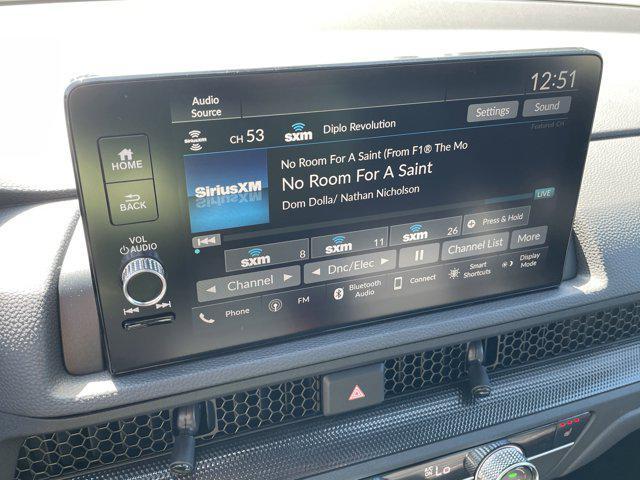 12:51
Audio
Source
Settings
Sound
SiriusXM
CH 53
sxm
Diplo Revolution
Featured CH
HOME
BACK
SiriusXM
No Room For A Saint (From F1® The Mo
No Room For A Saint
Dom Dolla/ Nathan Nicholson
LIVE
VOL
AUDIO
sxm 8
sxm 11
sxm 26
Press & Hold
Channel
Dnc/Elec
Channel List
More
Phone
FM
Bluetooth
Audio
Connect
Smart
Shortcuts
Display
Mode
A/C
ON
Lo